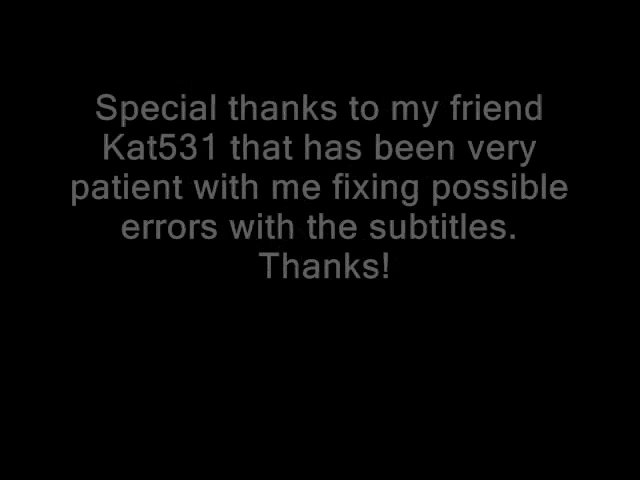 Special thanks to my friend
Kat531 that has been very
patient with me fixing possible
errors with the subtitles.
Thanks!